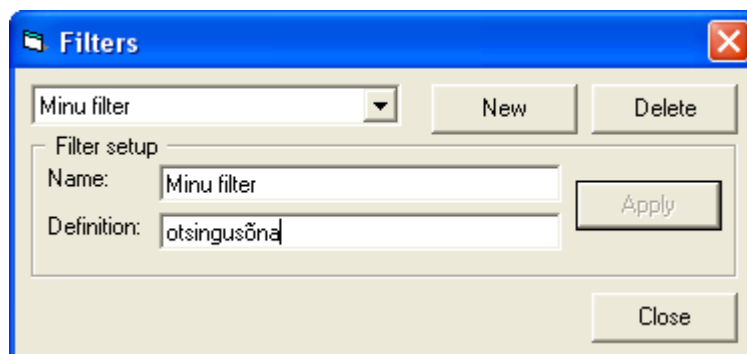 Filters
Minu filter New Delete
Filter setup
Name: Minu filter
Apply
Definition: otsingusõna
Close